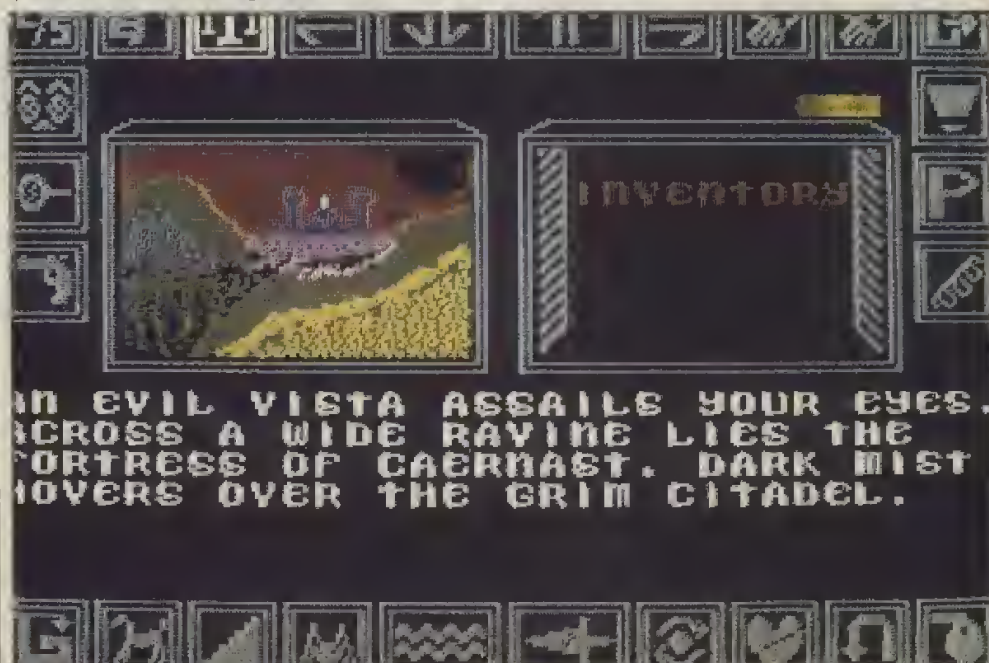 INVENTORY
P
AN EVIL VISTA ASSAILS YOUR EYES.
ACROSS A WIDE RAVINE LIES THE
FORTRESS OF CAERMAST. DARK MIST
HOVERS OVER THE GRIM CITADEL.